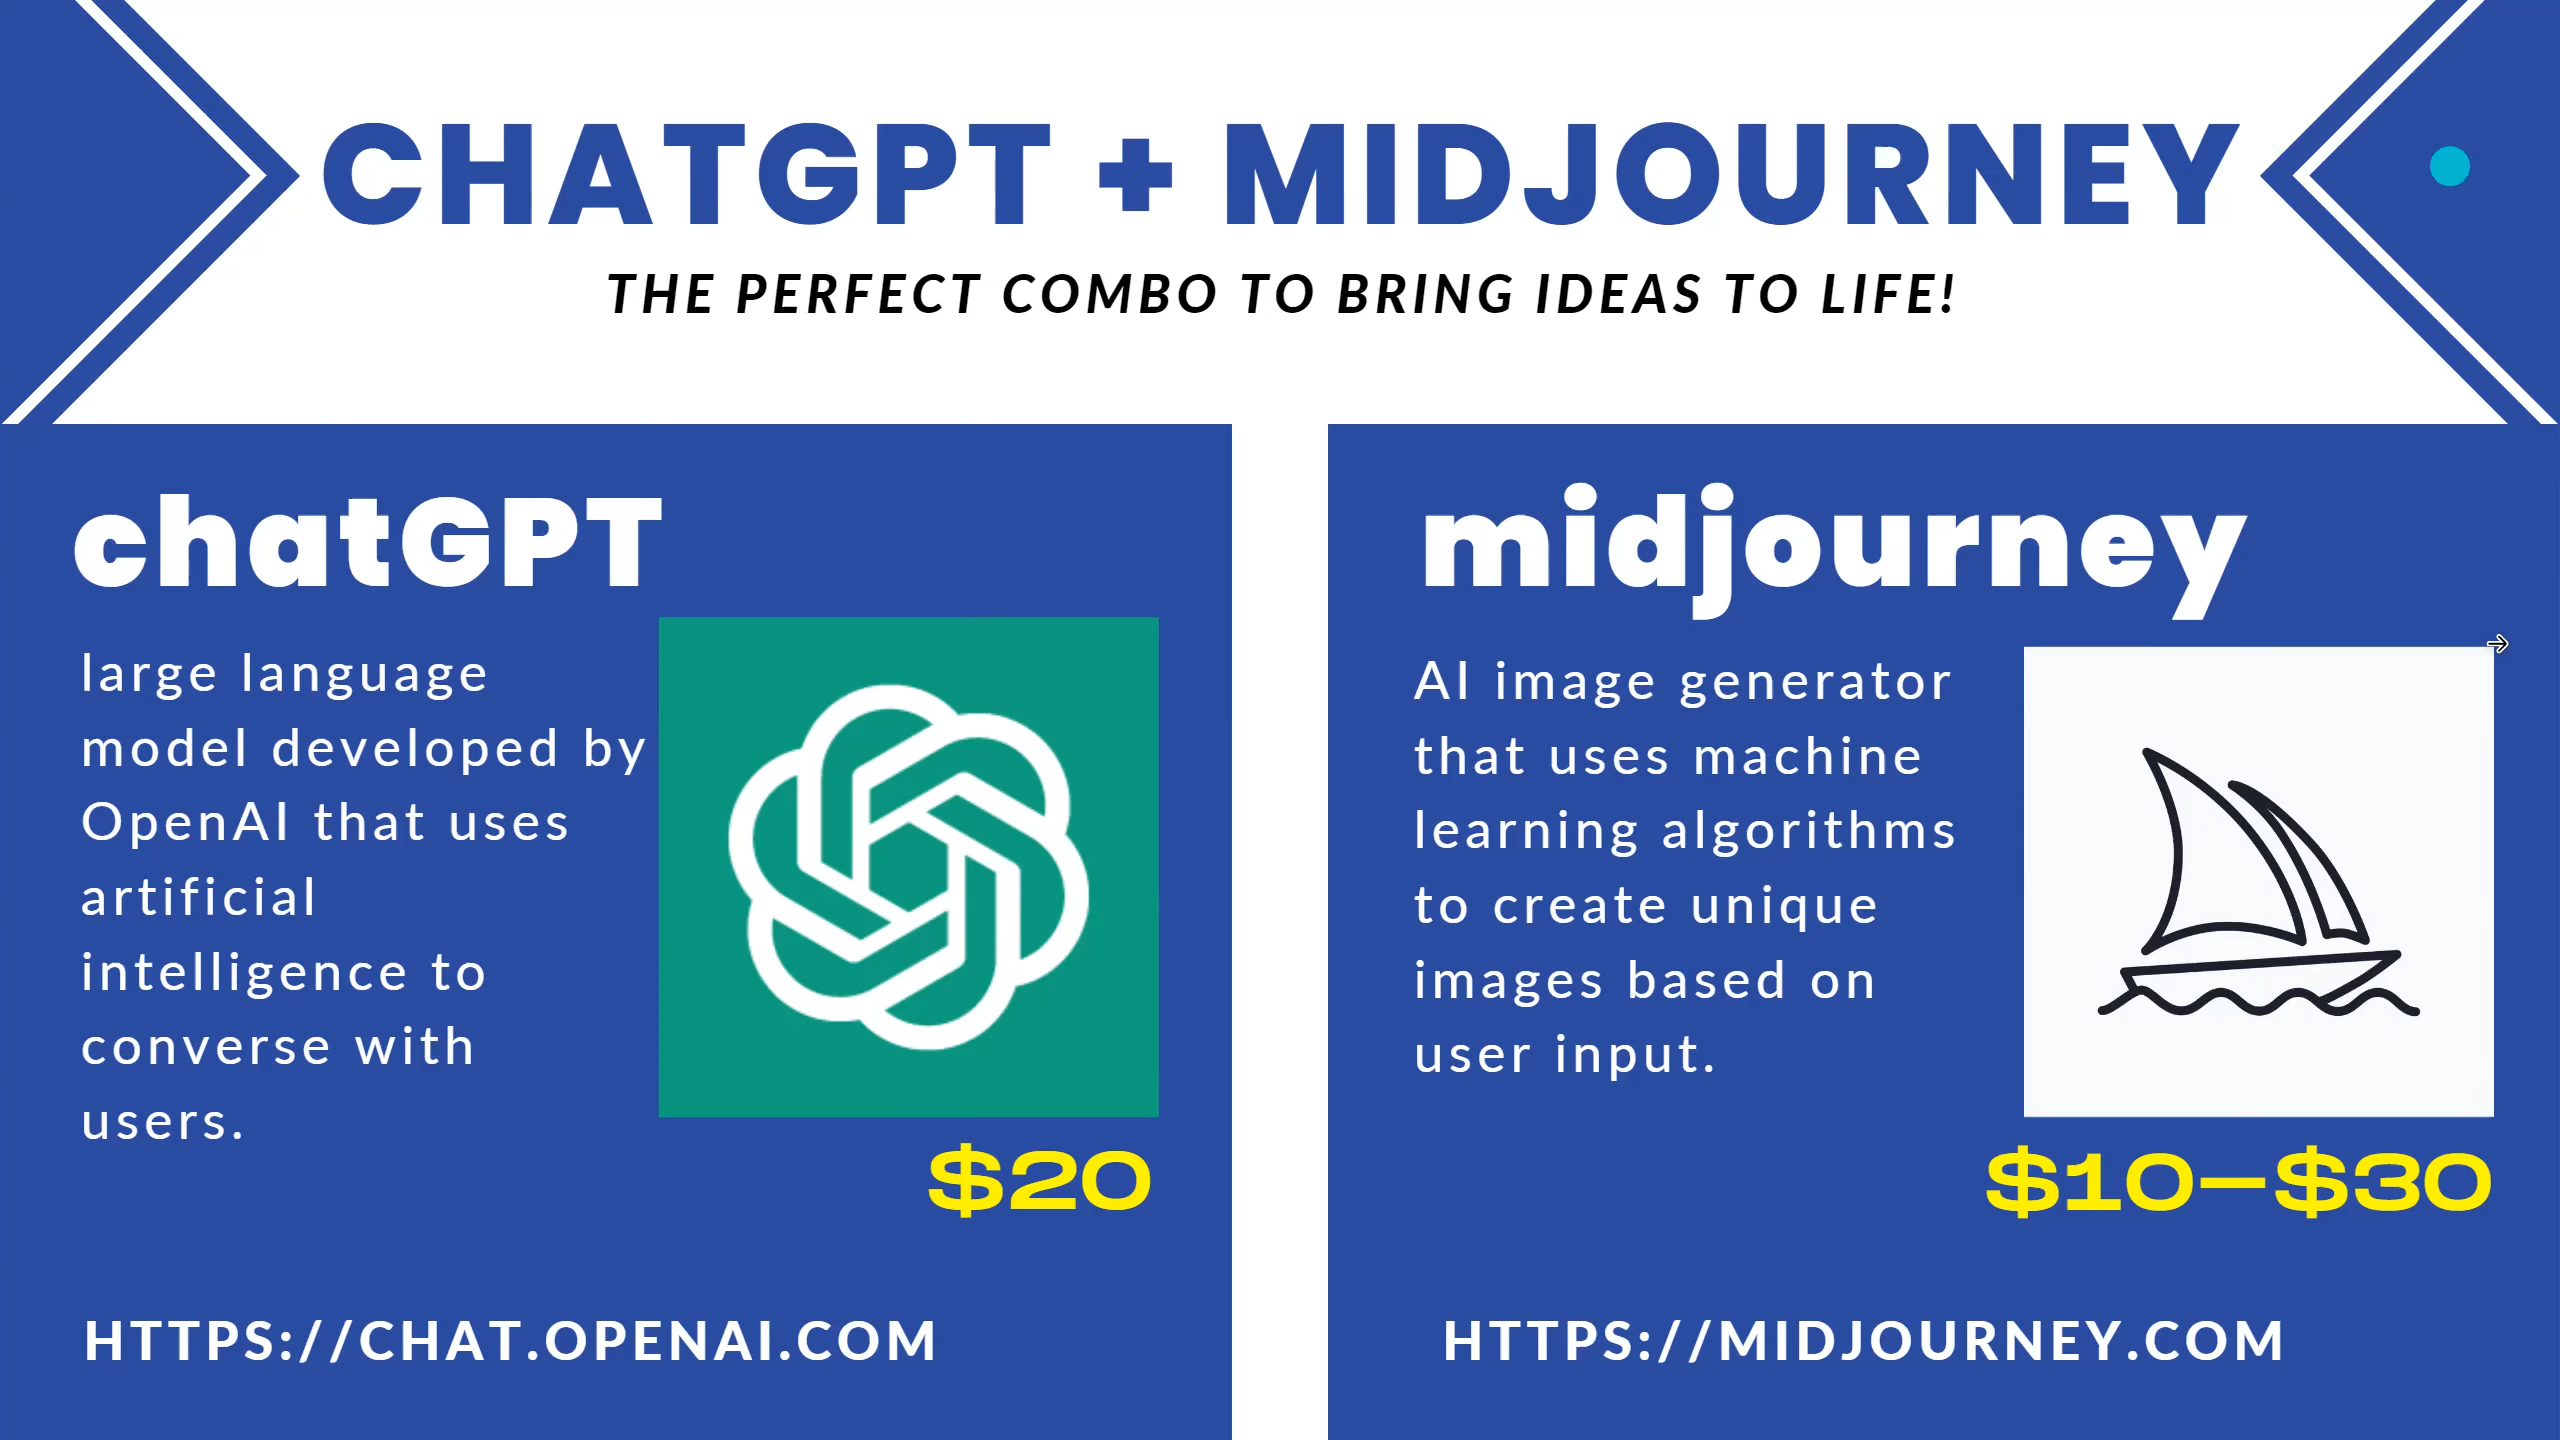 CHATGPT + MIDJOURNEY
THE PERFECT COMBO TO BRING IDEAS TO LIFE!
chatGPT
large language
model developed by
OpenAI that uses
artificial
intelligence to
converse with
users.
$20
HTTPS://CHAT.OPENAI.COM
midjourney
AI image generator
that uses machine
learning algorithms
to create unique
images based on
user input.
$10–$30
HTTPS://MIDJOURNEY.COM